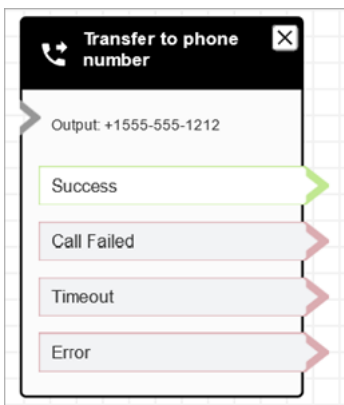 Transfer to phone
number
Output: +1555-555-1212
Success
Call Failed
Timeout
Error